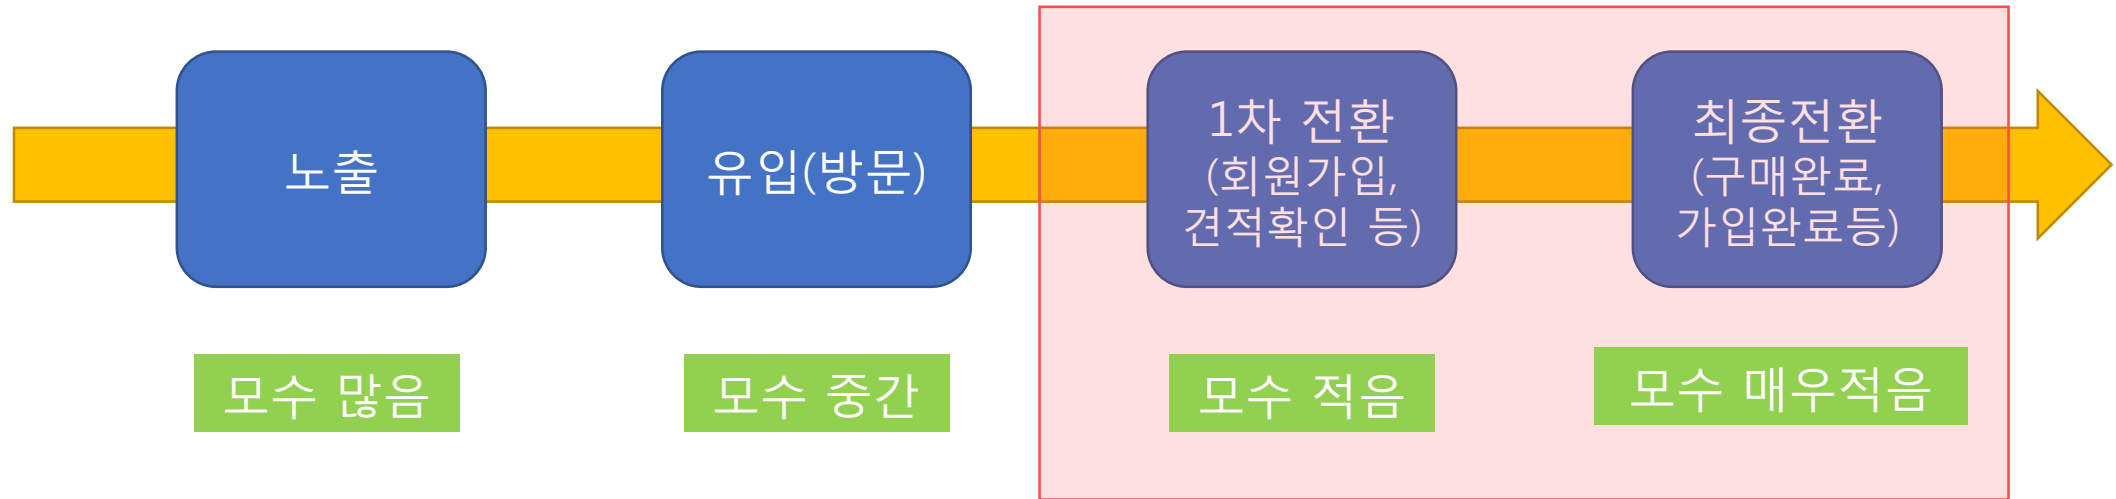 노출
유입(방문)
1차 전환
(회원가입,
견적확인 등)
최종전환
(구매완료,
가입완료등)
모수 많음
모수 중간
모수 적음
모수 매우적음